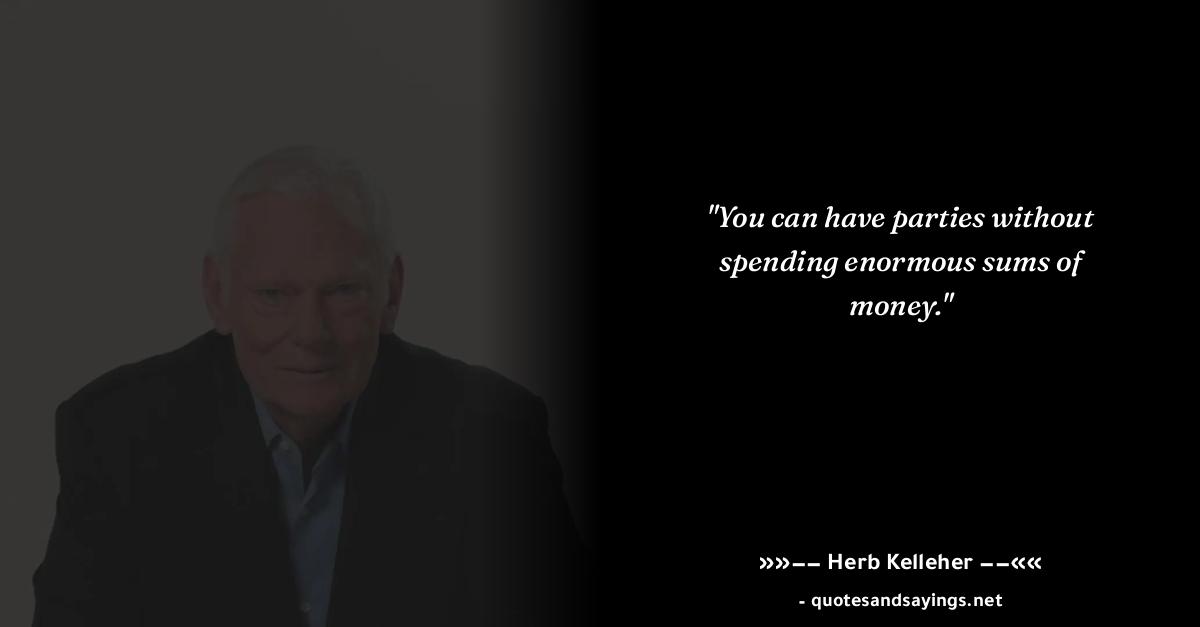 "You can have parties without
spending enormous sums of
money."
»»–– Herb Kelleher ––««
- quotesandsayings.net